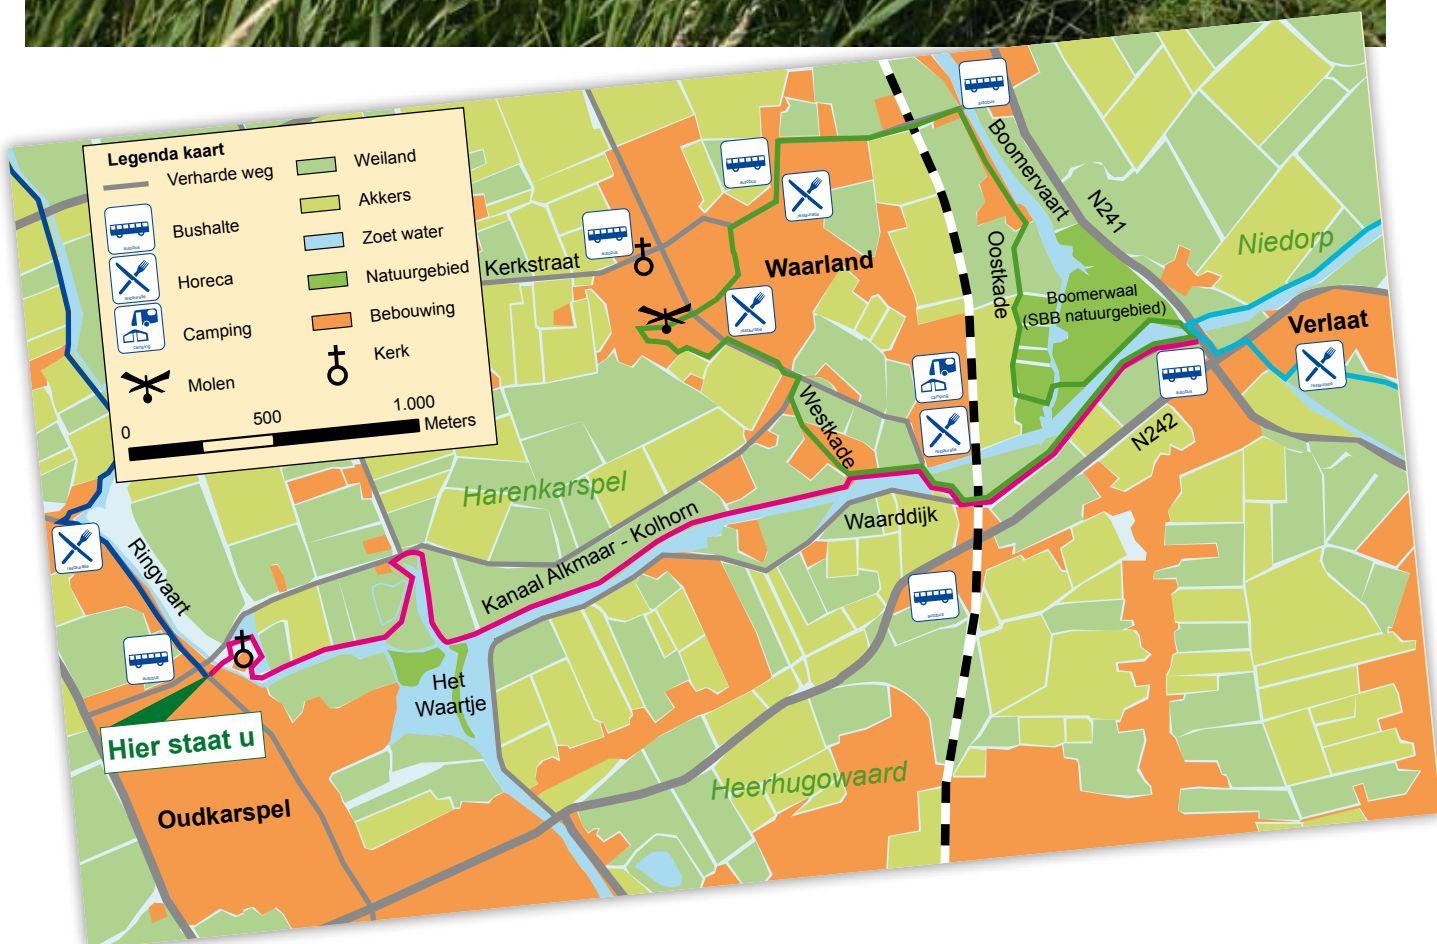 Legenda kaart
Verharde weg
Bushalte
Horeca
Camping
Molen
Weiland
Akkers
Zoet water
Natuurgebied
Bebouwing
Kerk
0 500 1.000
Meters
Kerkstraat
Waarland
Boomervaart
N241
Oostkade
Niedorp
Boomerwaal
(SBB natuurgebied)
Verlaat
Westkade
N242
Harenkarspel
Waarddijk
Kanaal Alkmaar - Kolhorn
Ringvaart
Het
Waartje
Hier staat u
Heerhugowaard
Oudkarspel